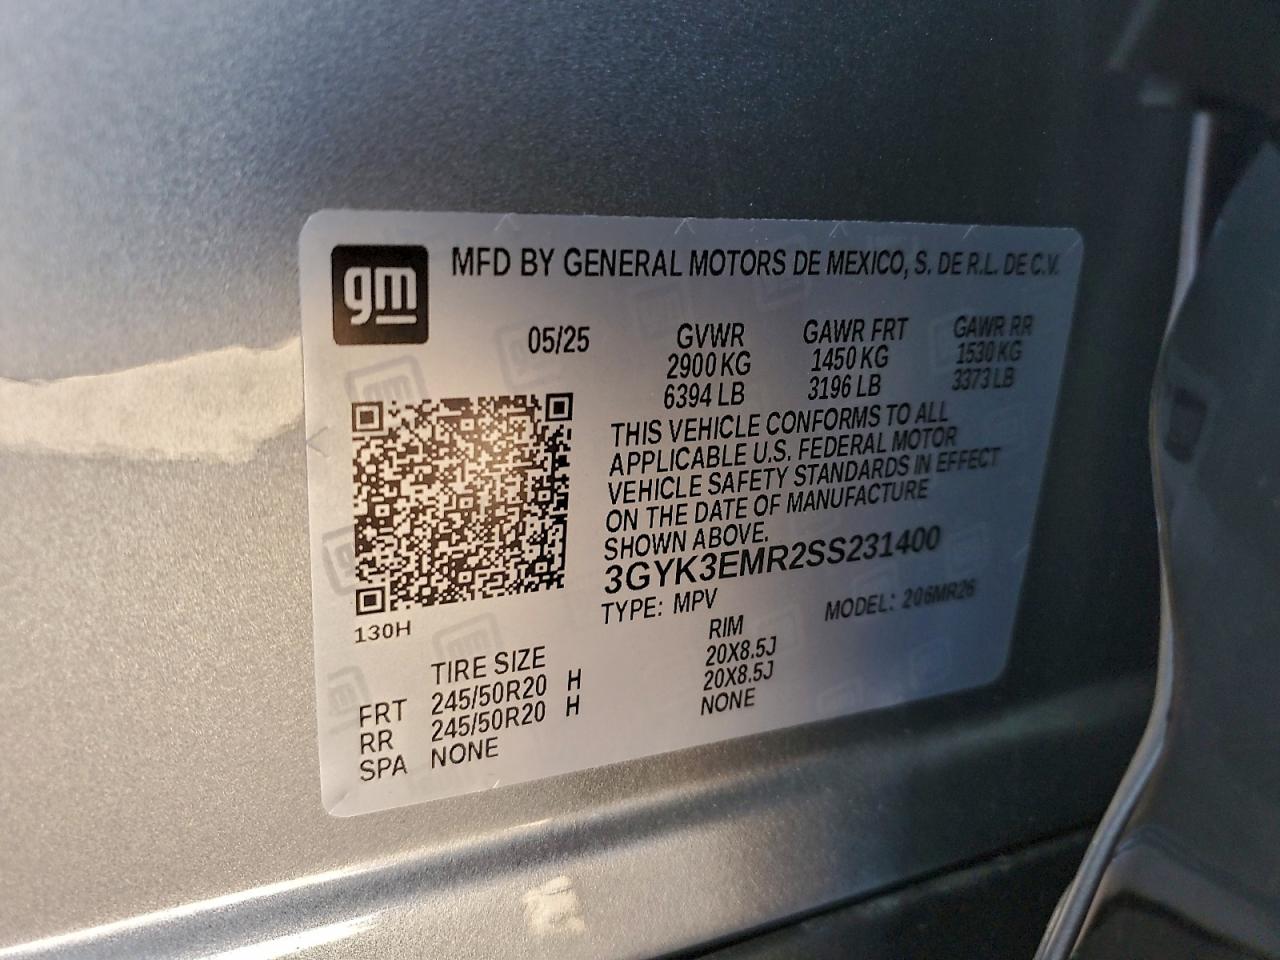 gm
MFD BY GENERAL MOTORS DE MEXICO, S. DE R.L. DE C.V.
05/25 GVWR GAWR FRT GAWR RR
2900 KG 1450 KG 1530 KG
6394 LB 3196 LB 3373 LB
THIS VEHICLE CONFORMS TO ALL
APPLICABLE U.S. FEDERAL MOTOR
VEHICLE SAFETY STANDARDS IN EFFECT
ON THE DATE OF MANUFACTURE
SHOWN ABOVE.
3GYK3EMR2SS231400
TYPE: MPV MODEL: 206MR26
130H
TIRE SIZE RIM
FRT 245/50R20 H 20X8.5J
RR 245/50R20 H 20X8.5J
SPA NONE NONE